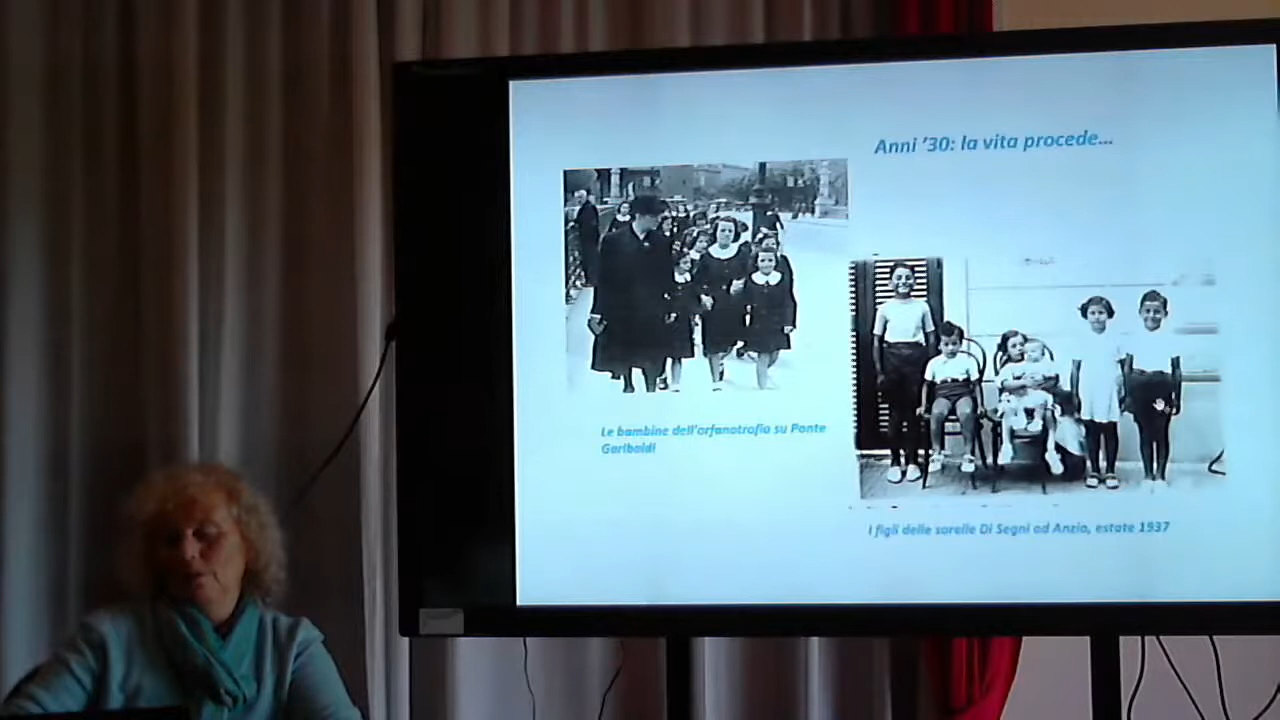 Anni '30: la vita procede...
Le bambine dell'orfanotrofio su Ponte
Garibaldi
I figli delle sorelle Di Segni ad Anzio, estate 1937